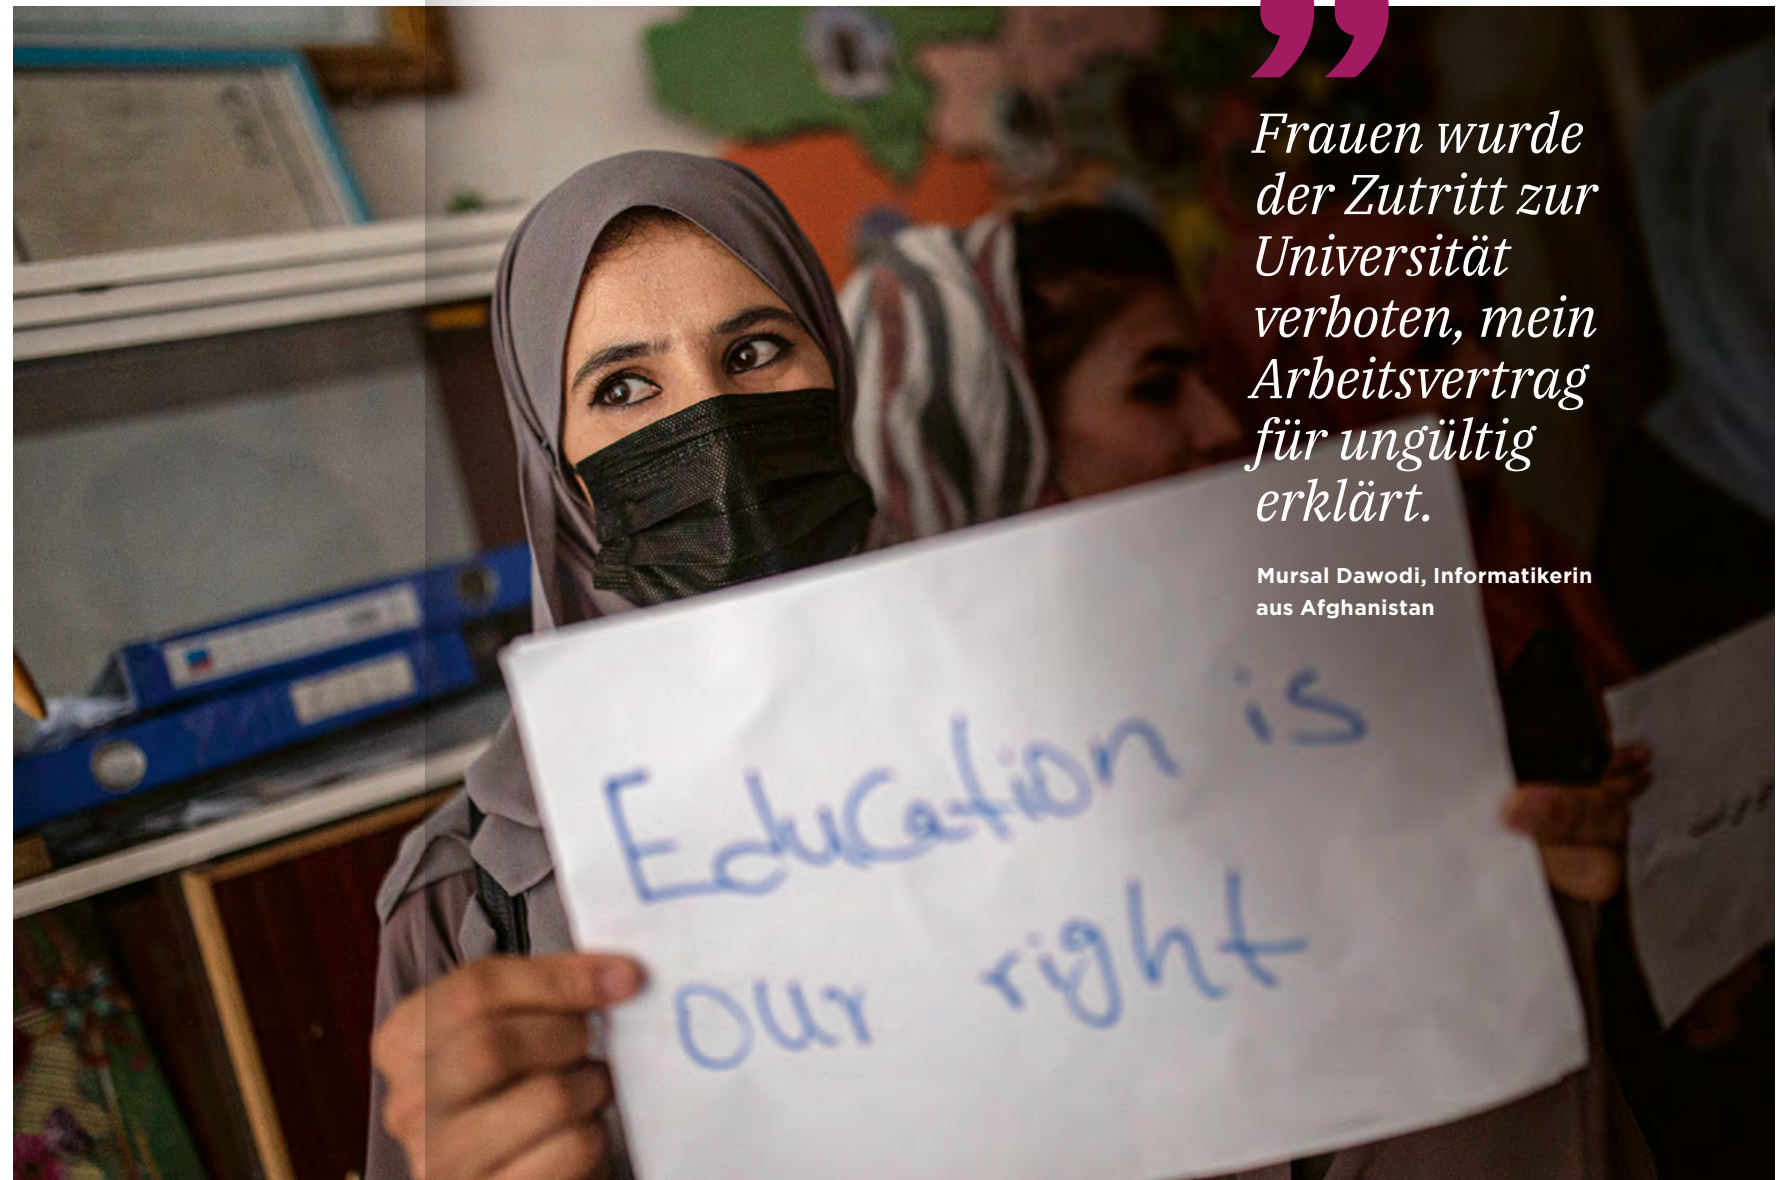 Frauen wurde
der Zutritt zur
Universität
verboten, mein
Arbeitsvertrag
für ungültig
erklärt.
Mursal Dawodi, Informatikerin
aus Afghanistan
Education is
our right